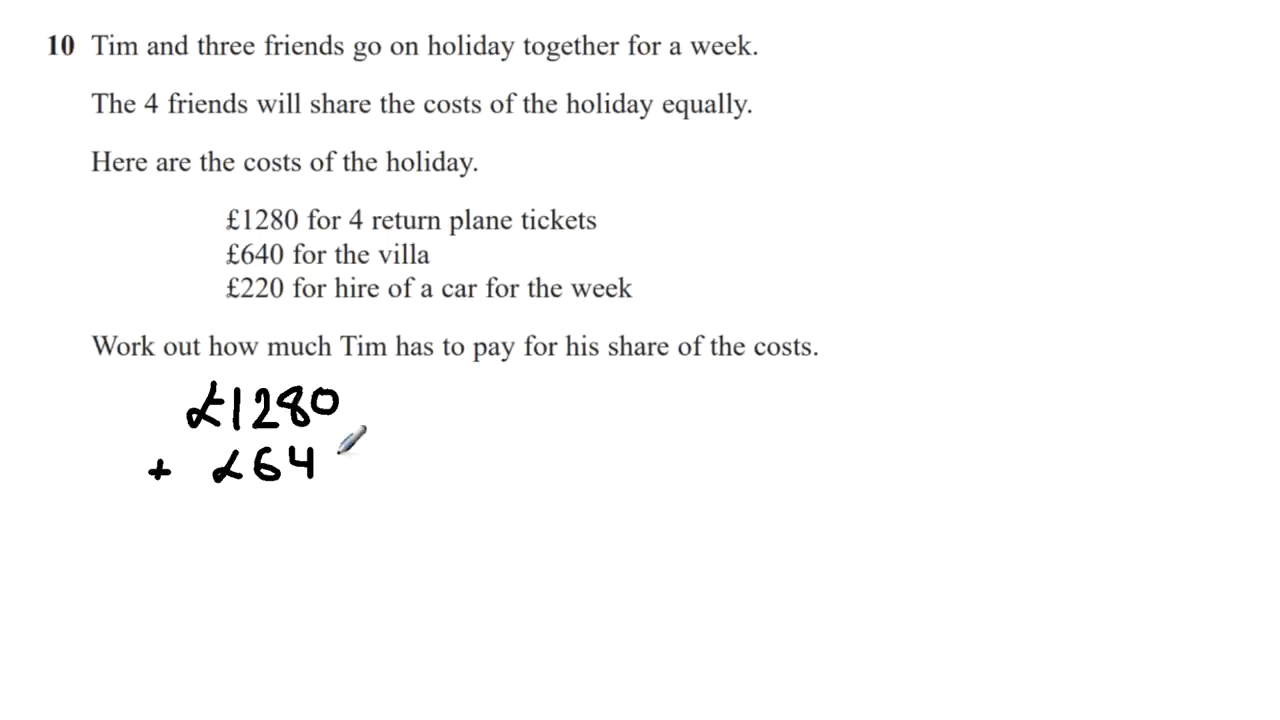 10 Tim and three friends go on holiday together for a week.
The 4 friends will share the costs of the holiday equally.
Here are the costs of the holiday.
£1280 for 4 return plane tickets
£640 for the villa
£220 for hire of a car for the week
Work out how much Tim has to pay for his share of the costs.
£1280
+ £64